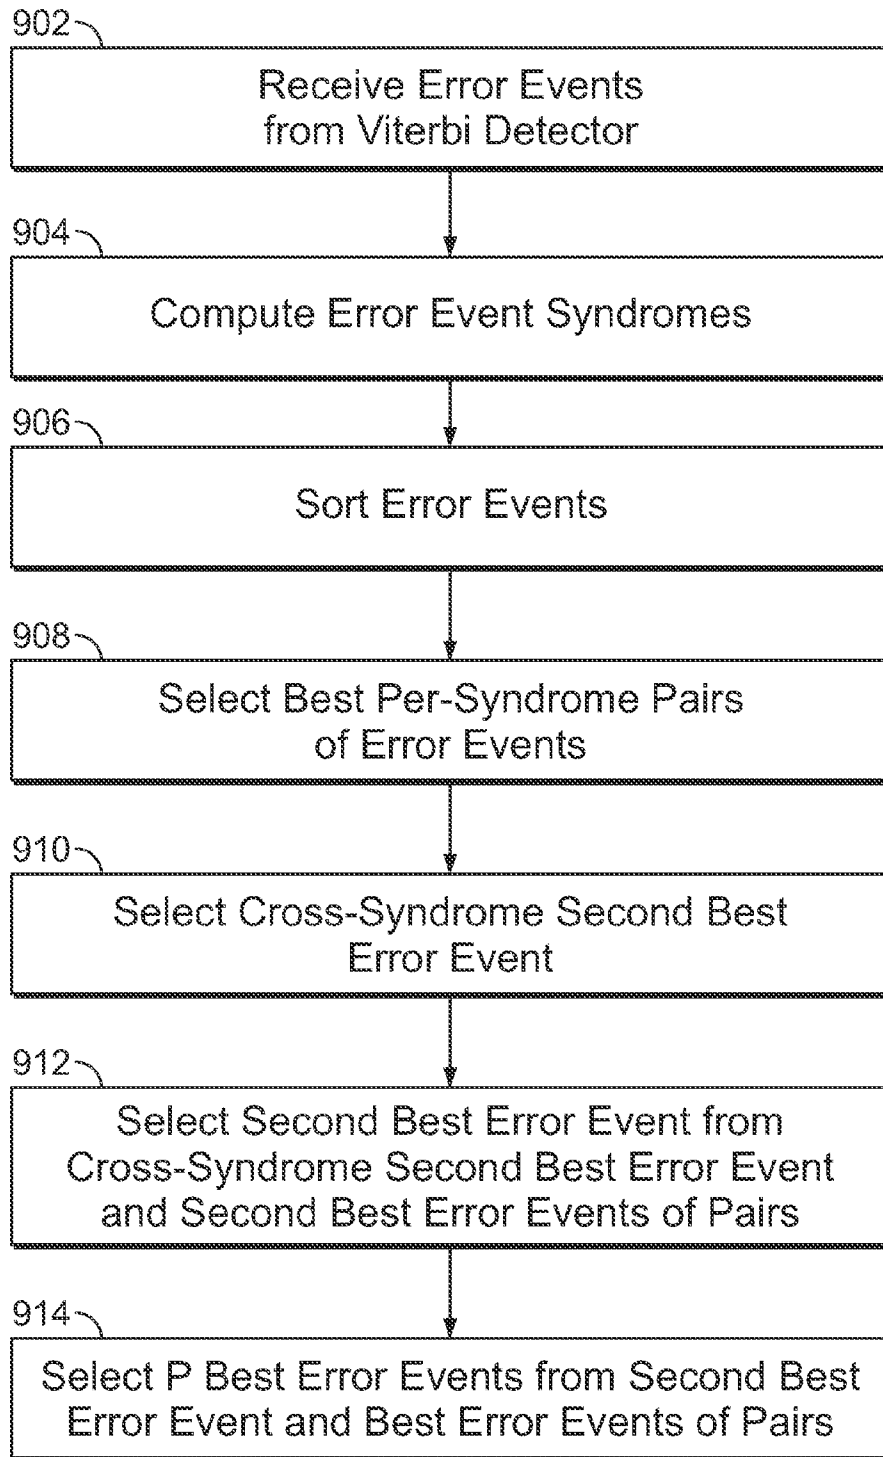 902
Receive Error Events
from Viterbi Detector
904
Compute Error Event Syndromes
906
Sort Error Events
908
Select Best Per-Syndrome Pairs
of Error Events
910
Select Cross-Syndrome Second Best
Error Event
912
Select Second Best Error Event from
Cross-Syndrome Second Best Error Event
and Second Best Error Events of Pairs
914
Select P Best Error Events from Second Best
Error Event and Best Error Events of Pairs